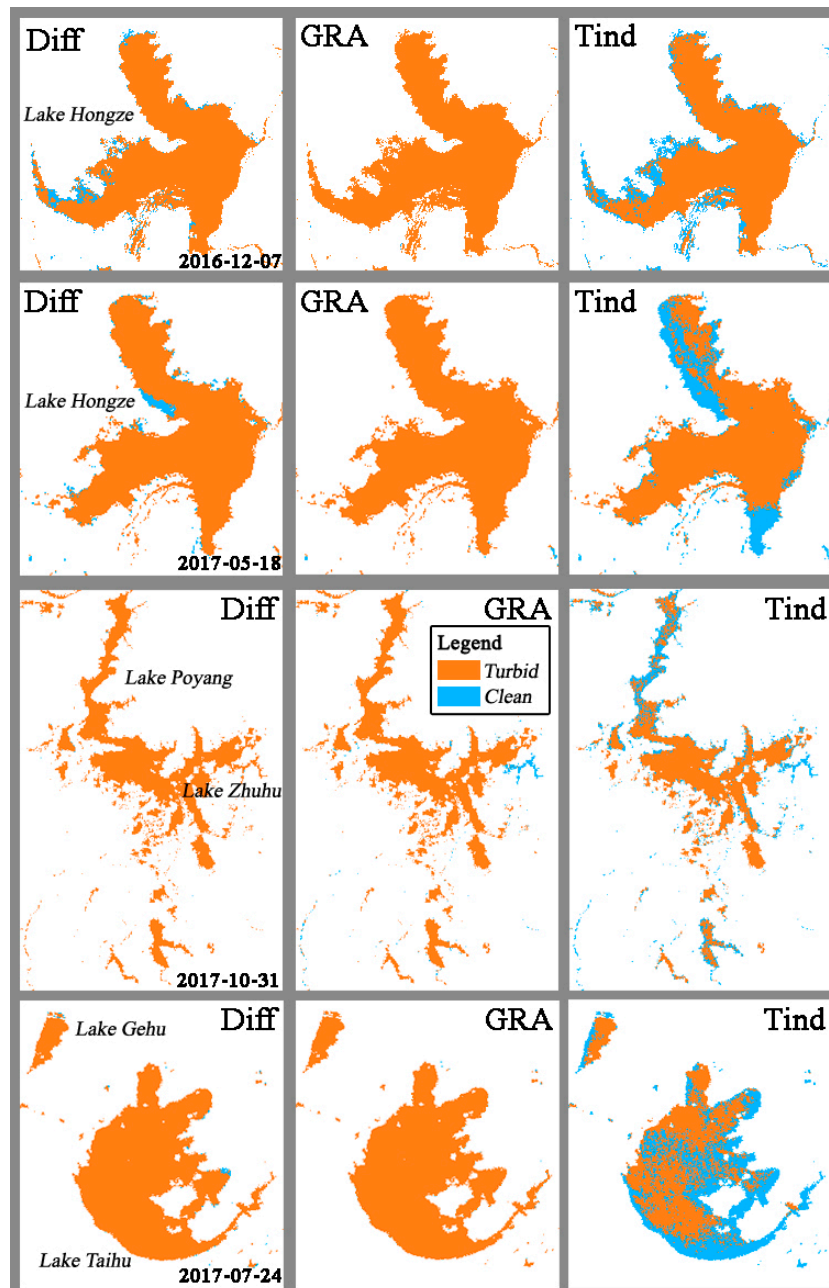 Diff
GRA
Tind
Lake Hongze
2016-12-07
Diff
GRA
Tind
Lake Hongze
2017-05-18
Diff
GRA
Tind
Legend
Turbid
Clean
Lake Poyang
Lake Zhuhu
2017-10-31
Diff
GRA
Tind
Lake Gehu
Lake Taihu
2017-07-24